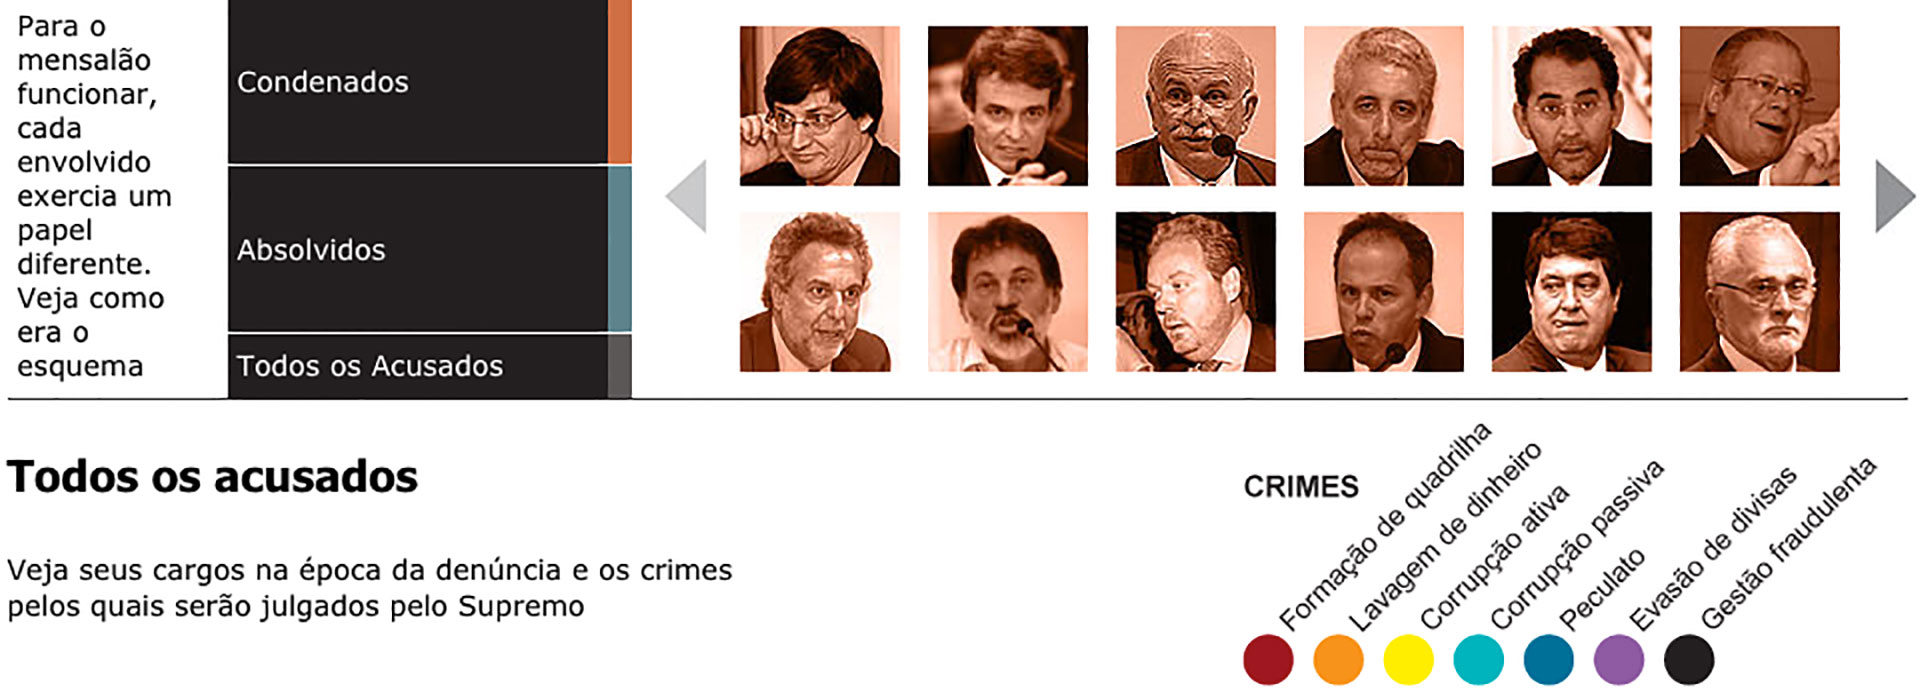 Para o
mensalão
funcionar,
cada
envolvido
exercia um
papel
diferente.
Veja como
era o
esquema
Condenados
Absolvidos
Todos os Acusados
Todos os acusados
Veja seus cargos na época da denúncia e os crimes
pelos quais serão julgados pelo Supremo
CRIMES
Formação de quadrilha
Lavagem de dinheiro
Corrupção ativa
Corrupção passiva
Peculato
Evasão de divisas
Gestão fraudulenta